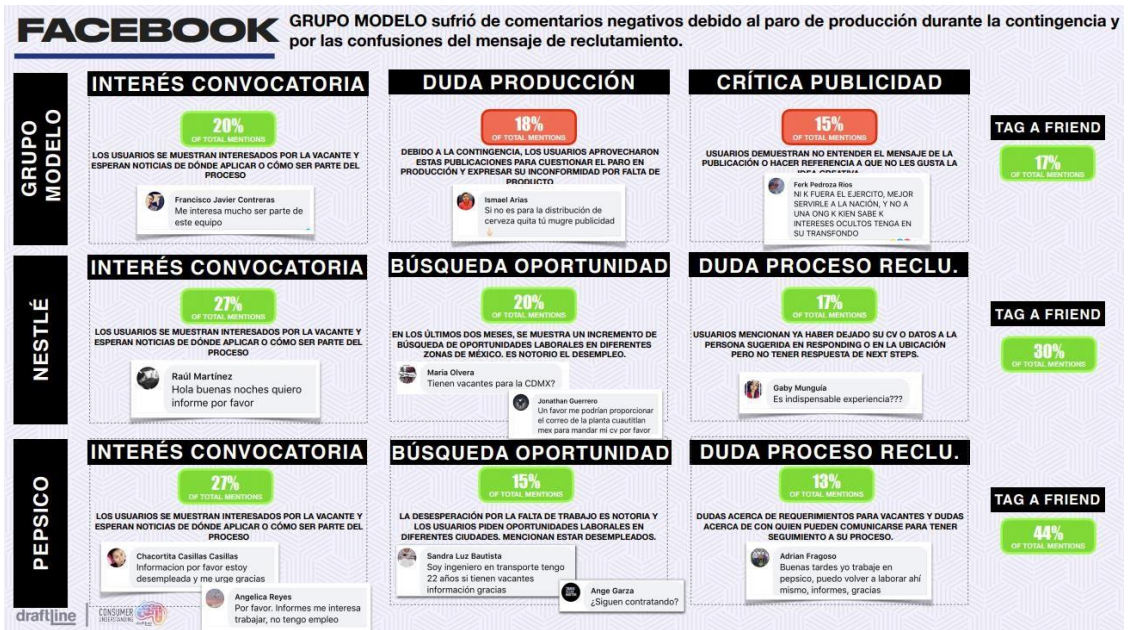 FACEBOOK
GRUPO MODELO sufrió de comentarios negativos debido al paro de producción durante la contingencia y
por las confusiones del mensaje de reclutamiento.
GRUPO
MODELO
INTERÉS CONVOCATORIA
20%
OF TOTAL MENTIONS
LOS USUARIOS SE MUESTRAN INTERESADOS POR LA VACANTE Y
ESPERAN NOTICIAS DE DÓNDE APLICAR O CÓMO SER PARTE DEL
PROCESO
Francisco Javier Contreras
Me interesa mucho ser parte de
este equipo
DUDA PRODUCCIÓN
18%
OF TOTAL MENTIONS
DEBIDO A LA CONTINGENCIA, LOS USUARIOS APROVECHARON
ESTAS PUBLICACIONES PARA CUESTIONAR EL PARO EN
PRODUCCIÓN Y EXPRESAR SU INCONFORMIDAD POR FALTA DE
PRODUCTO
Ismael Arias
Si no es para la distribución de
cerveza quita tú mugre publicidad
CRÍTICA PUBLICIDAD
15%
OF TOTAL MENTIONS
USUARIOS DEMUESTRAN NO ENTENDER EL MENSAJE DE LA
PUBLICACIÓN O HACER REFERENCIA A QUE NO LES GUSTA LA
IDEA CREATIVA
Ferk Pedroza Rios
NI K FUERA EL EJERCITO, MEJOR
SERVIRLE A LA NACIÓN, Y NO A
UNA ONG K KIEN SABE K
INTERESES OCULTOS TENGA EN
SU TRANSFONDO
TAG A FRIEND
17%
OF TOTAL MENTIONS
NESTLÉ
INTERÉS CONVOCATORIA
27%
OF TOTAL MENTIONS
LOS USUARIOS SE MUESTRAN INTERESADOS POR LA VACANTE Y
ESPERAN NOTICIAS DE DÓNDE APLICAR O CÓMO SER PARTE DEL
PROCESO
Raúl Martínez
Hola buenas noches quiero
informe por favor
BÚSQUEDA OPORTUNIDAD
20%
OF TOTAL MENTIONS
EN LOS ÚLTIMOS DOS MESES, SE MUESTRA UN INCREMENTO DE
BÚSQUEDA DE OPORTUNIDADES LABORALES EN DIFERENTES
ZONAS DE MÉXICO. ES NOTORIO EL DESEMPLEO.
Maria Olvera
Tienen vacantes para la CDMX?
Jonathan Guerrero
Un favor me podrían proporcionar
el correo de la planta cuautitlan
mex para mandar mi cv por favor
DUDA PROCESO RECLU.
17%
OF TOTAL MENTIONS
USUARIOS MENCIONAN YA HABER DEJADO SU CV O DATOS A LA
PERSONA SUGERIDA EN RESPONDING O EN LA UBICACIÓN
PERO NO TENER RESPUESTA DE NEXT STEPS.
Gaby Munguía
Es indispensable experiencia???
TAG A FRIEND
30%
OF TOTAL MENTIONS
PEPSICO
INTERÉS CONVOCATORIA
27%
OF TOTAL MENTIONS
LOS USUARIOS SE MUESTRAN INTERESADOS POR LA VACANTE Y
ESPERAN NOTICIAS DE DÓNDE APLICAR O CÓMO SER PARTE DEL
PROCESO
Chacortita Casillas Casillas
Informacion por favor estoy
desempleada y me urge gracias
Angelica Reyes
Por favor. Informes me interesa
trabajar, no tengo empleo
BÚSQUEDA OPORTUNIDAD
15%
OF TOTAL MENTIONS
LA DESESPERACIÓN POR LA FALTA DE TRABAJO ES NOTORIA Y
LOS USUARIOS PIDEN OPORTUNIDADES LABORALES EN
DIFERENTES CIUDADES. MENCIONAN ESTAR DESEMPLEADOS.
Sandra Luz Bautista
Soy ingeniero en transporte tengo
22 años si tienen vacantes
información gracias
Ange Garza
¿Siguen contratando?
DUDA PROCESO RECLU.
13%
OF TOTAL MENTIONS
DUDAS ACERCA DE REQUERIMIENTOS PARA VACANTES Y DUDAS
ACERCA DE CON QUIEN PUEDEN COMUNICARSE PARA TENER
SEGUIMIENTO A SU PROCESO.
Adrian Fragoso
Buenas tardes yo trabaje en
pepsico, puedo volver a laborar ahí
mismo, informes, gracias
TAG A FRIEND
44%
OF TOTAL MENTIONS
draftline
CONSUMER
UNDERSTANDING